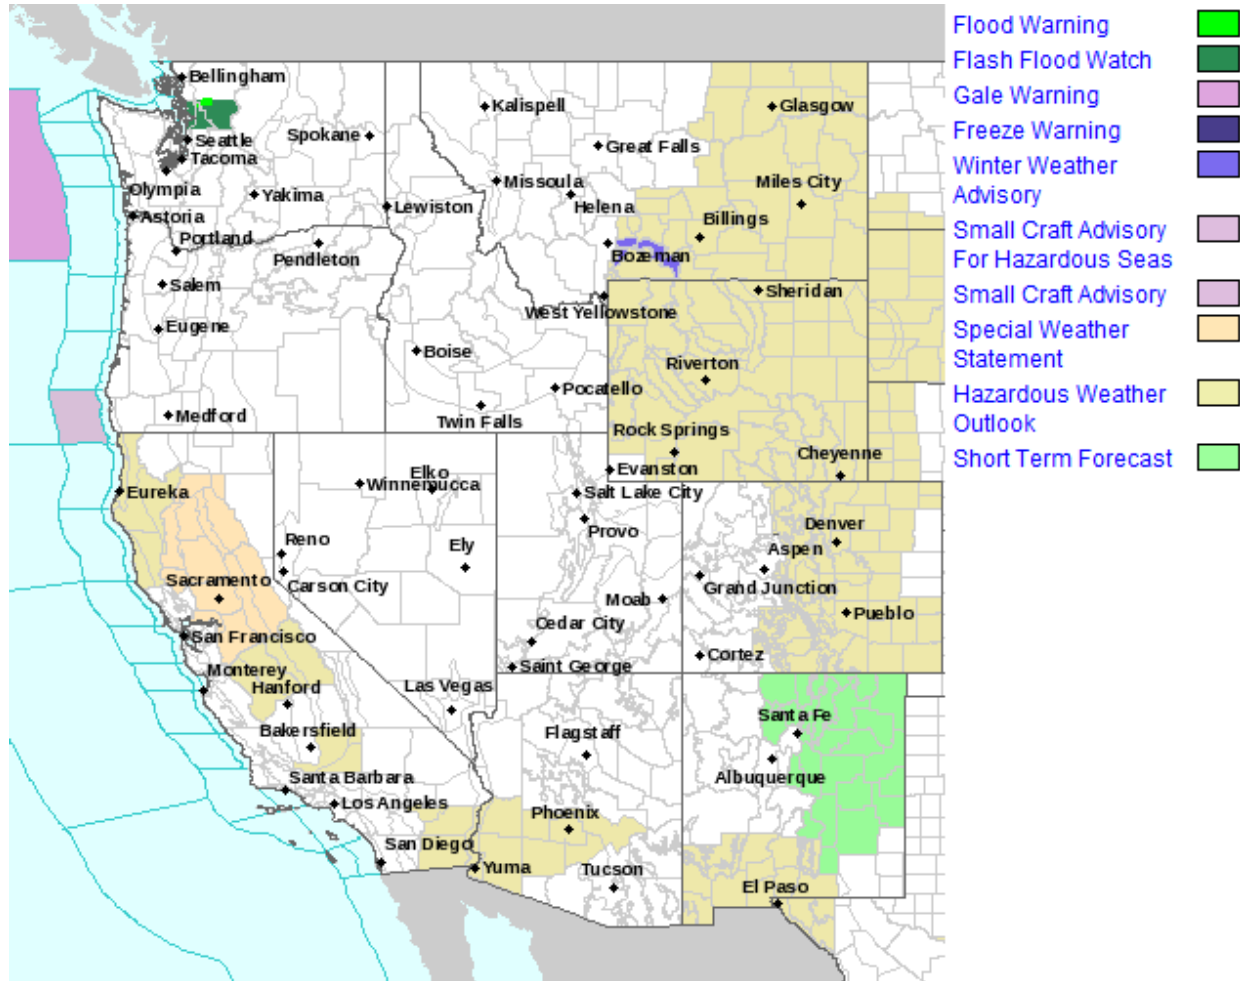 Bellingham
Kalispell
Glasgow
Spokane
Seattle
Great Falls
Tacoma
Missoula
Miles City
Olympia
Yakima
Helena
Lewiston
Astoria
Billings
Portland
Pendleton
Bozeman
Salem
Sheridan
West Yellowstone
Eugene
Boise
Riverton
Pocatello
Medford
Twin Falls
Rock Springs
Cheyenne
Evanston
Elko
Winnemucca
Eureka
Salt Lake City
Provo
Denver
Reno
Ely
Aspen
Sacramento
Carson City
Grand Junction
Moab
Pueblo
Cedar City
San Francisco
Cortez
Monterey
Saint George
Hanford
Las Vegas
Santa Fe
Bakersfield
Flagstaff
Albuquerque
Santa Barbara
Los Angeles
Phoenix
San Diego
Yuma
Tucson
El Paso
Flood Warning
Flash Flood Watch
Gale Warning
Freeze Warning
Winter Weather
Advisory
Small Craft Advisory
For Hazardous Seas
Small Craft Advisory
Special Weather
Statement
Hazardous Weather
Outlook
Short Term Forecast